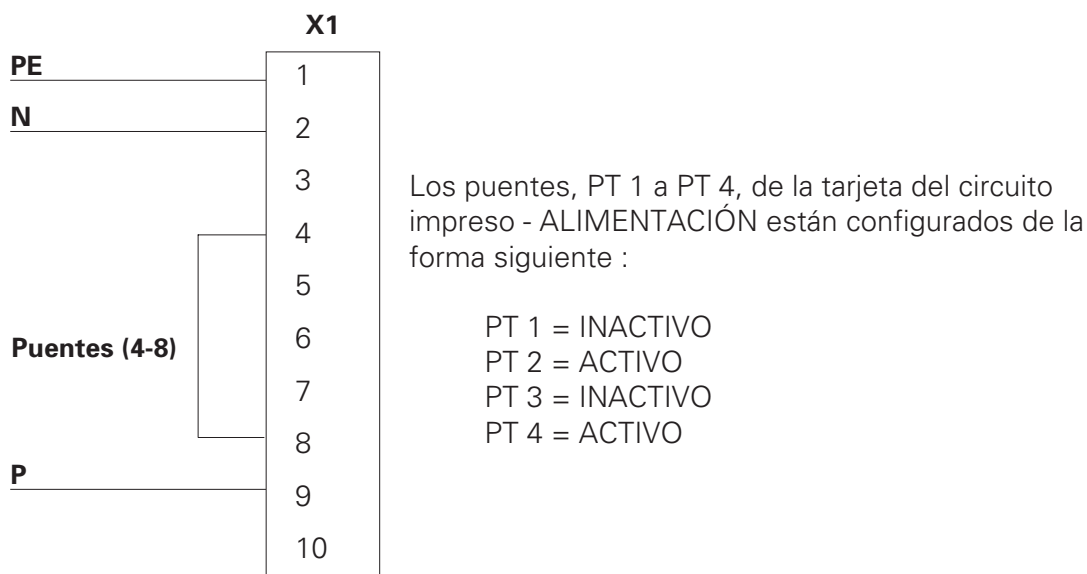 X1
PE
1
N
2
3
4
5
Puentes (4-8)
6
7
8
P
9
10
Los puentes, PT 1 a PT 4, de la tarjeta del circuito
impreso - ALIMENTACIÓN están configurados de la
forma siguiente :
PT 1 = INACTIVO
PT 2 = ACTIVO
PT 3 = INACTIVO
PT 4 = ACTIVO